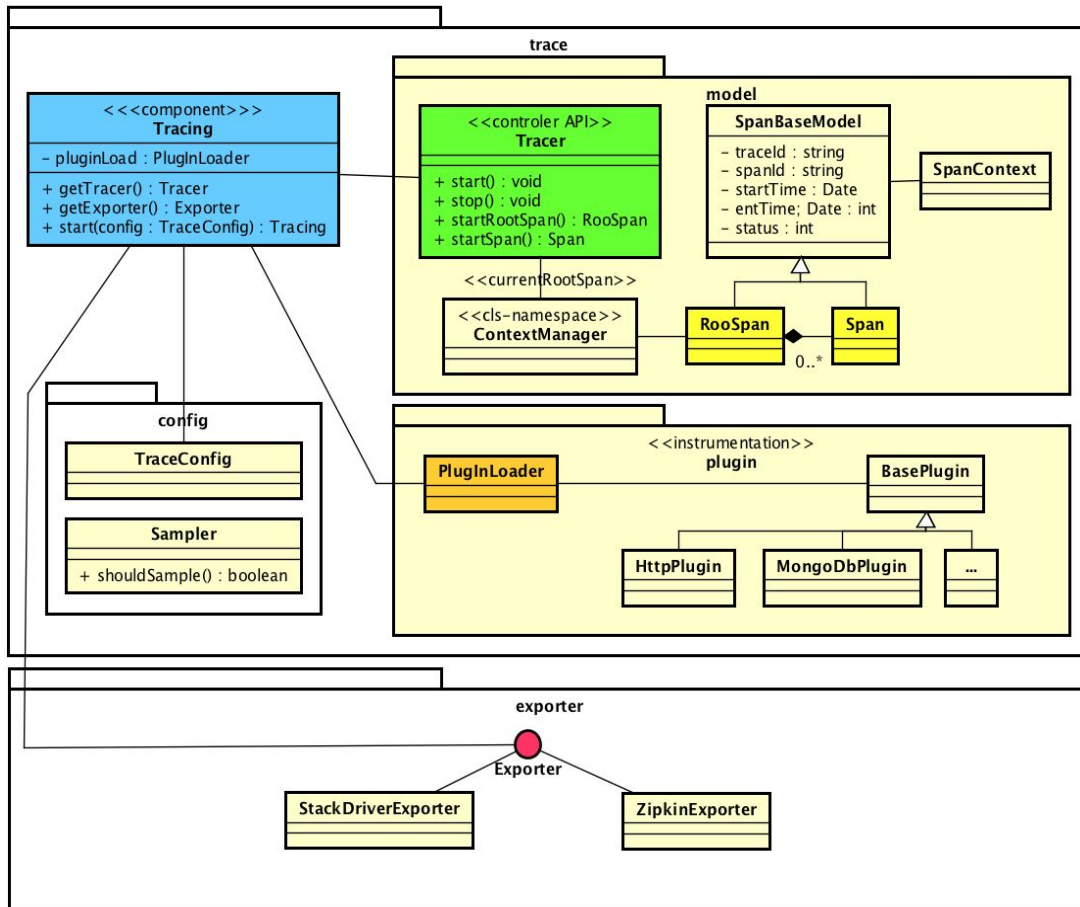 trace
<<<component>>>
Tracing
- pluginLoad : PlugInLoader
+ getTracer() : Tracer
+ getExporter() : Exporter
+ start(config : TraceConfig) : Tracing
model
<<controler API>>
Tracer
+ start() : void
+ stop() : void
+ startRootSpan() : RooSpan
+ startSpan() : Span
SpanBaseModel
- traceId : string
- spanId : string
- startTime : Date
- entTime; Date : int
- status : int
SpanContext
<<currentRootSpan>>
<<cls-namespace>>
ContextManager
RooSpan
0..*
Span
config
TraceConfig
Sampler
+ shouldSample() : boolean
<<instrumentation>>
plugin
PlugInLoader
BasePlugin
HttpPlugin
MongoDbPlugin
...
exporter
Exporter
StackDriverExporter
ZipkinExporter